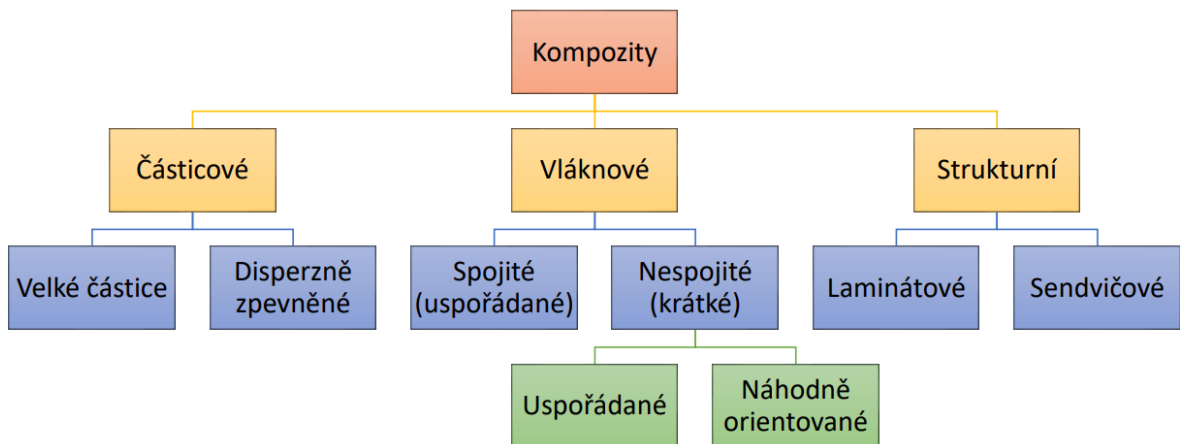 Kompozity
Částicové
Vláknové
Strukturní
Velké částice
Disperzně
zpevněné
Spojité
(uspořádané)
Nespojité
(krátké)
Laminátové
Sendvičové
Uspořádané
Náhodně
orientované